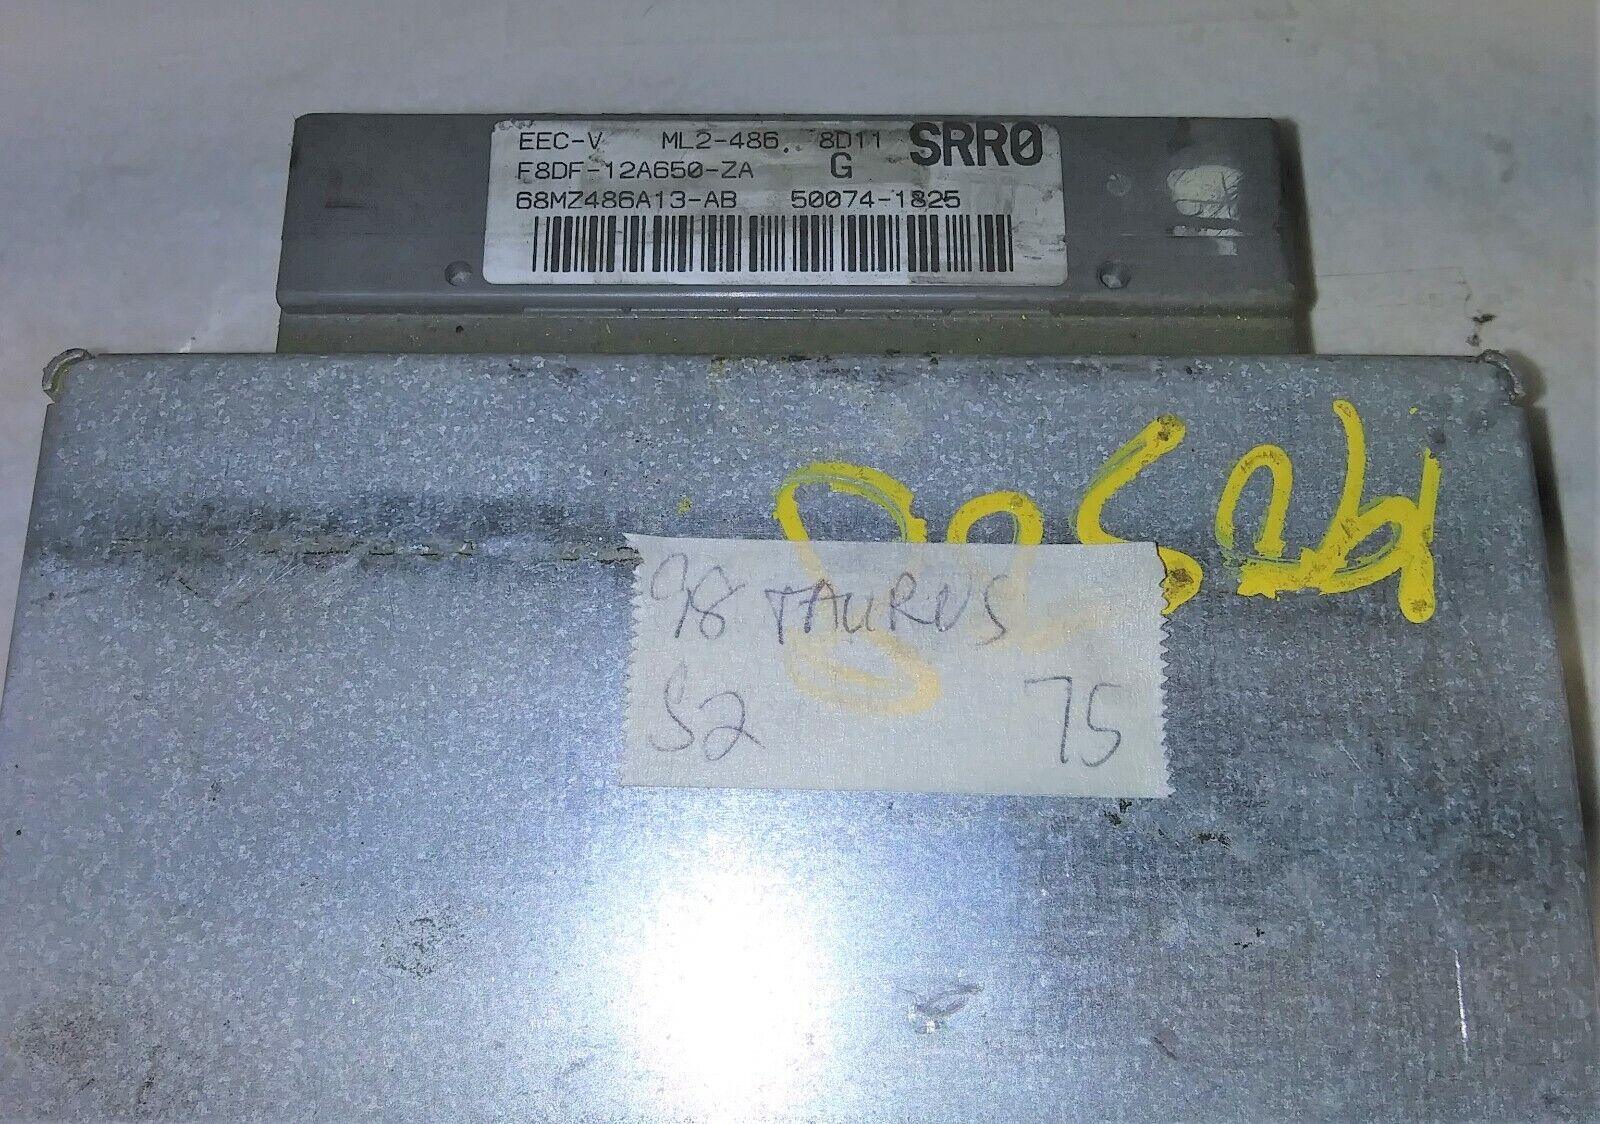 EEC-V ML2-486. 8D11 SRR0
F8DF-12A650-ZA G
68MZ486A13-AB 50074-1825
98 TAURUS
S2 75